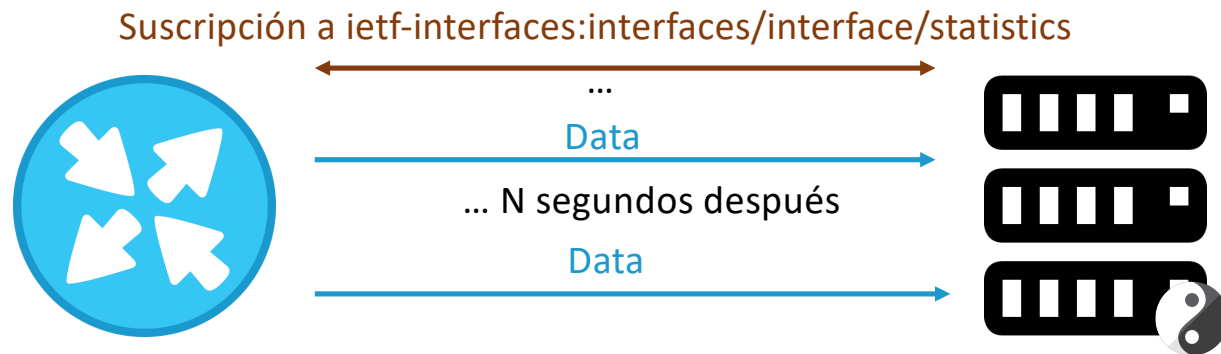 Suscripción a ietf-interfaces:interfaces/interface/statistics
...
Data
... N segundos después
Data